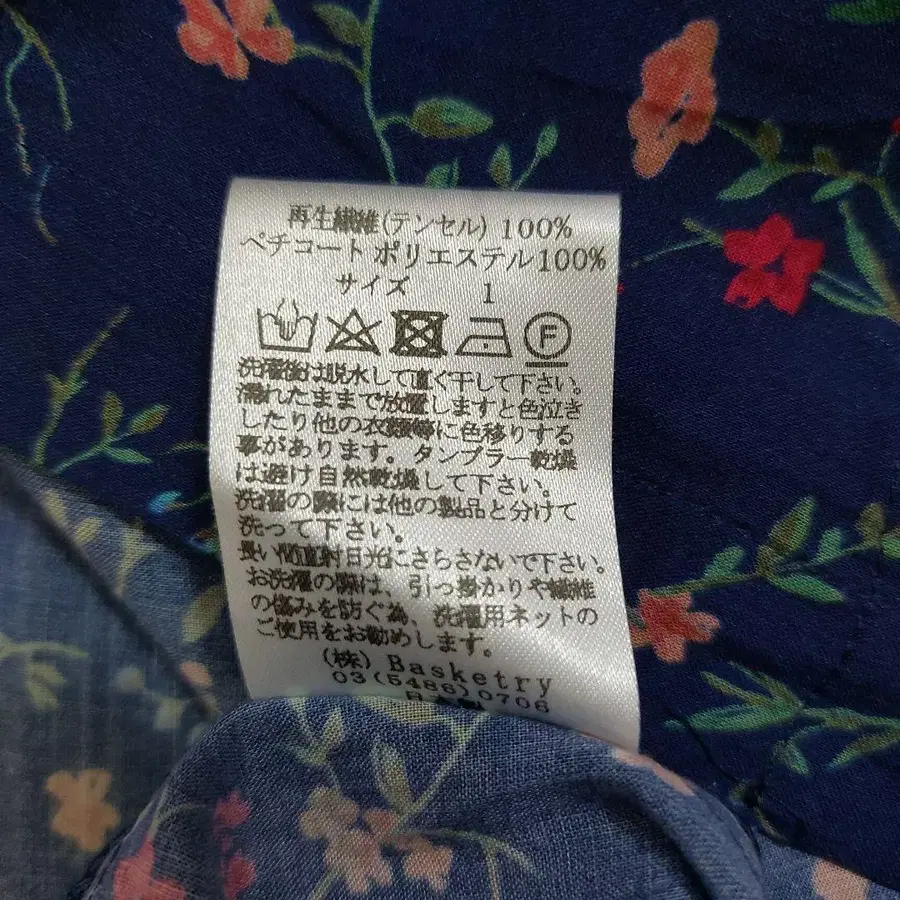 再生繊維(テンセル) 100%
ペチコート ポリエステル100%
サイズ 1
F
洗濯後は脱水して直ぐ干して下さい。
濡れたままで放置しますと色泣き
したり他の衣類等に色移りする
事があります。タンブラー乾燥
は避け自然乾燥して下さい。
洗濯の際には他の製品と分けて
洗って下さい。
長い間直射日光にさらさないで下さい。
お洗濯の際は、引っ掛かりや繊維
の傷みを防ぐ為、洗濯用ネットの
ご使用をお勧めします。
(株) Basketry
03(5486)0706
日本製